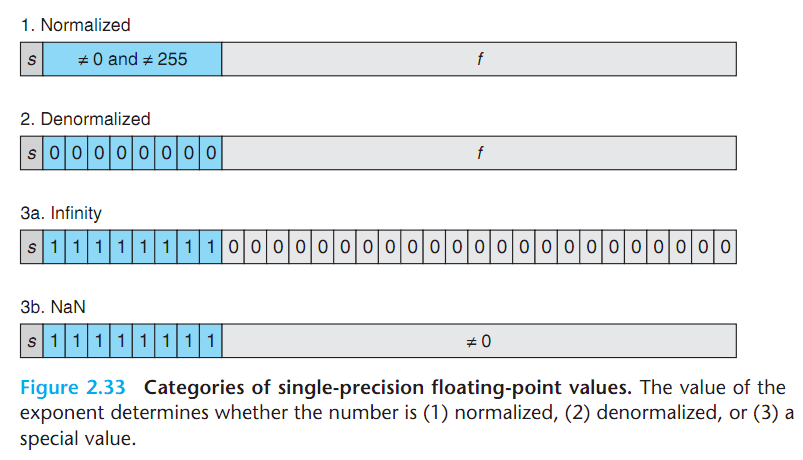 1. Normalized
s ≠ 0 and ≠ 255 f
2. Denormalized
s 0 0 0 0 0 0 0 0 f
3a. Infinity
s 1 1 1 1 1 1 1 1 0 0 0 0 0 0 0 0 0 0 0 0 0 0 0 0 0 0 0 0 0 0 0
3b. NaN
s 1 1 1 1 1 1 1 1 ≠ 0
Figure 2.33 Categories of single-precision floating-point values. The value of the
exponent determines whether the number is (1) normalized, (2) denormalized, or (3) a
special value.